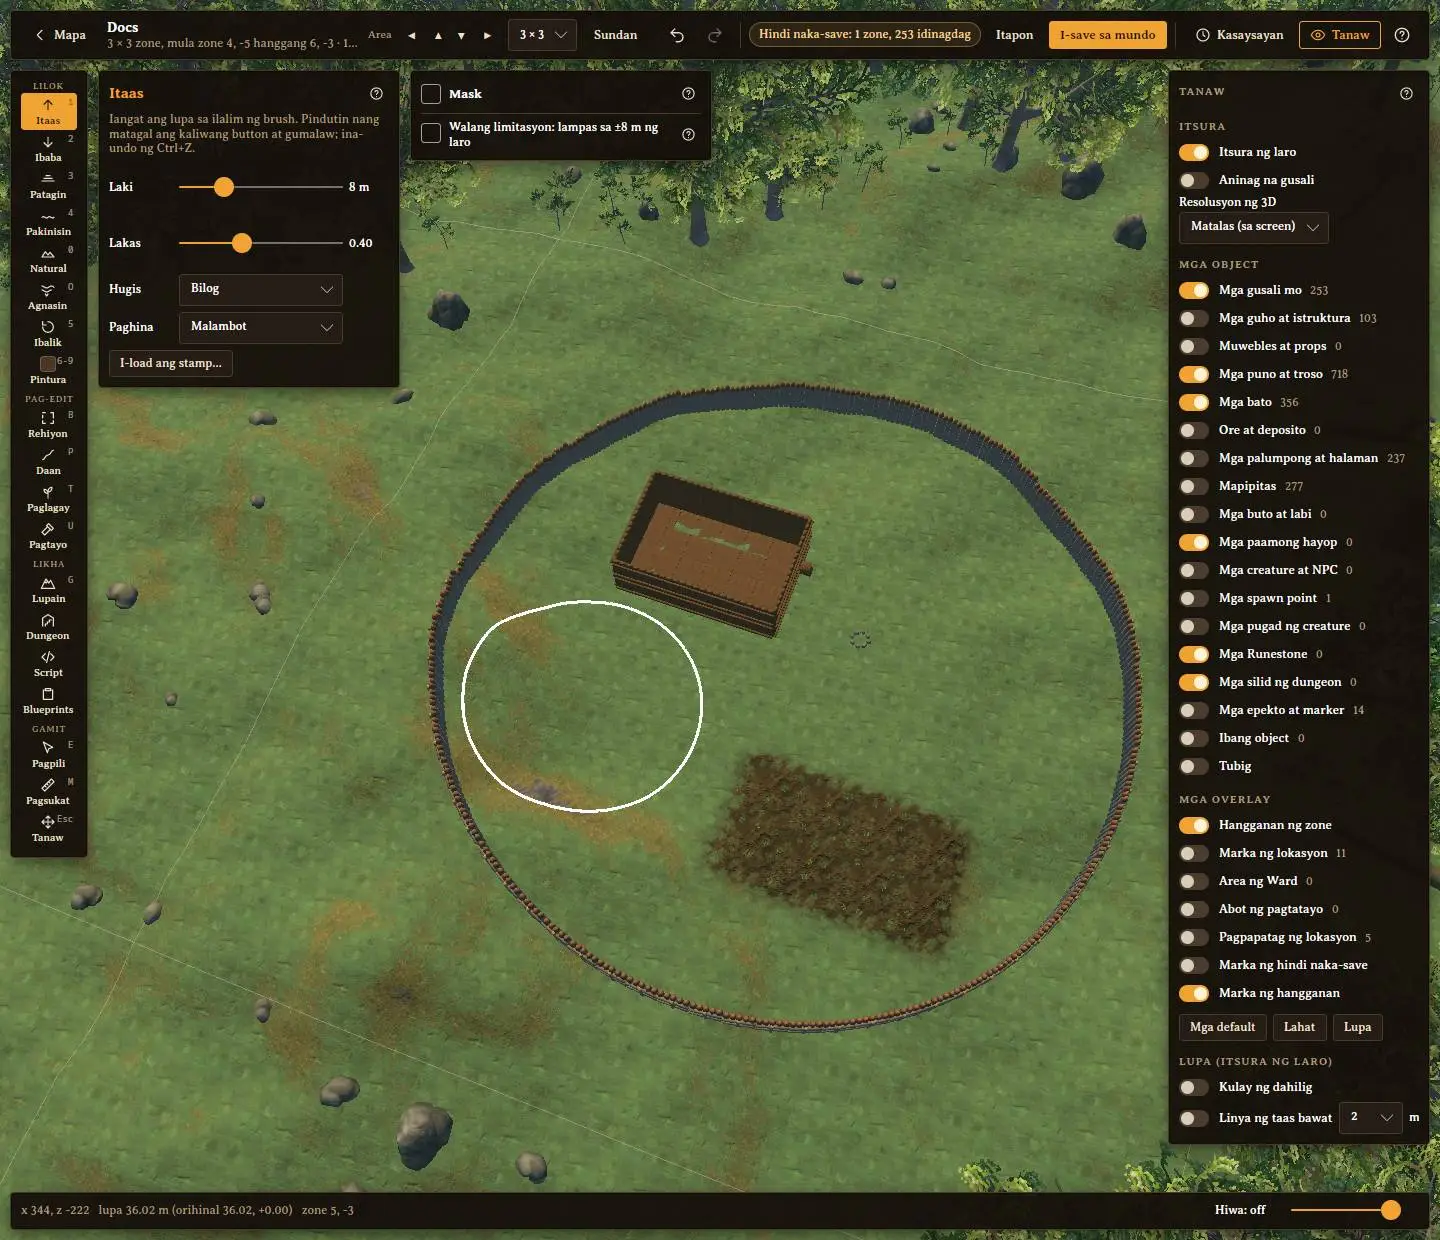 Mapa
Docs
3 × 3 zone, mula zone 4, -5 hanggang 6, -3 · 1...
Area
3 × 3
Sundan
Hindi naka-save: 1 zone, 253 idinagdag
Itapon
I-save sa mundo
Kasaysayan
Tanaw
LILOK
Itaas 1
Ibaba 2
Patagin 3
Pakinisin 4
Natural 0
Agnasin O
Ibalik 5
Pintura 6-9
PAG-EDIT
Rehiyon B
Daan P
Paglagay T
Pagtayo U
LIKHA
Lupain G
Dungeon
Script
Blueprints
GAMIT
Pagpili E
Pagsukat M
Tanaw Esc
Itaas
Iangat ang lupa sa ilalim ng brush. Pindutin nang
matagal ang kaliwang button at gumalaw; ina-
undo ng Ctrl+Z.
Laki 8 m
Lakas 0.40
Hugis Bilog
Paghina Malambot
I-load ang stamp...
Mask
Walang limitasyon: lampas sa ±8 m ng
laro
TANAW
ITSURA
Itsura ng laro
Aninag na gusali
Resolusyon ng 3D
Matalas (sa screen)
MGA OBJECT
Mga gusali mo 253
Mga guho at istruktura 103
Muwebles at props 0
Mga puno at troso 718
Mga bato 356
Ore at deposito 0
Mga palumpong at halaman 237
Mapipitas 277
Mga buto at labi 0
Mga paamong hayop 0
Mga creature at NPC 0
Mga spawn point 1
Mga pugad ng creature 0
Mga Runestone 0
Mga silid ng dungeon 0
Mga epekto at marker 14
Ibang object 0
Tubig
MGA OVERLAY
Hangganan ng zone
Marka ng lokasyon 11
Area ng Ward 0
Abot ng pagtatayo 0
Pagpapatag ng lokasyon 5
Marka ng hindi naka-save
Marka ng hangganan
Mga default Lahat Lupa
LUPA (ITSURA NG LARO)
Kulay ng dahilig
Linya ng taas bawat 2 m
x 344, z -222 lupa 36.02 m (orihinal 36.02, +0.00) zone 5, -3
Hiwa: off